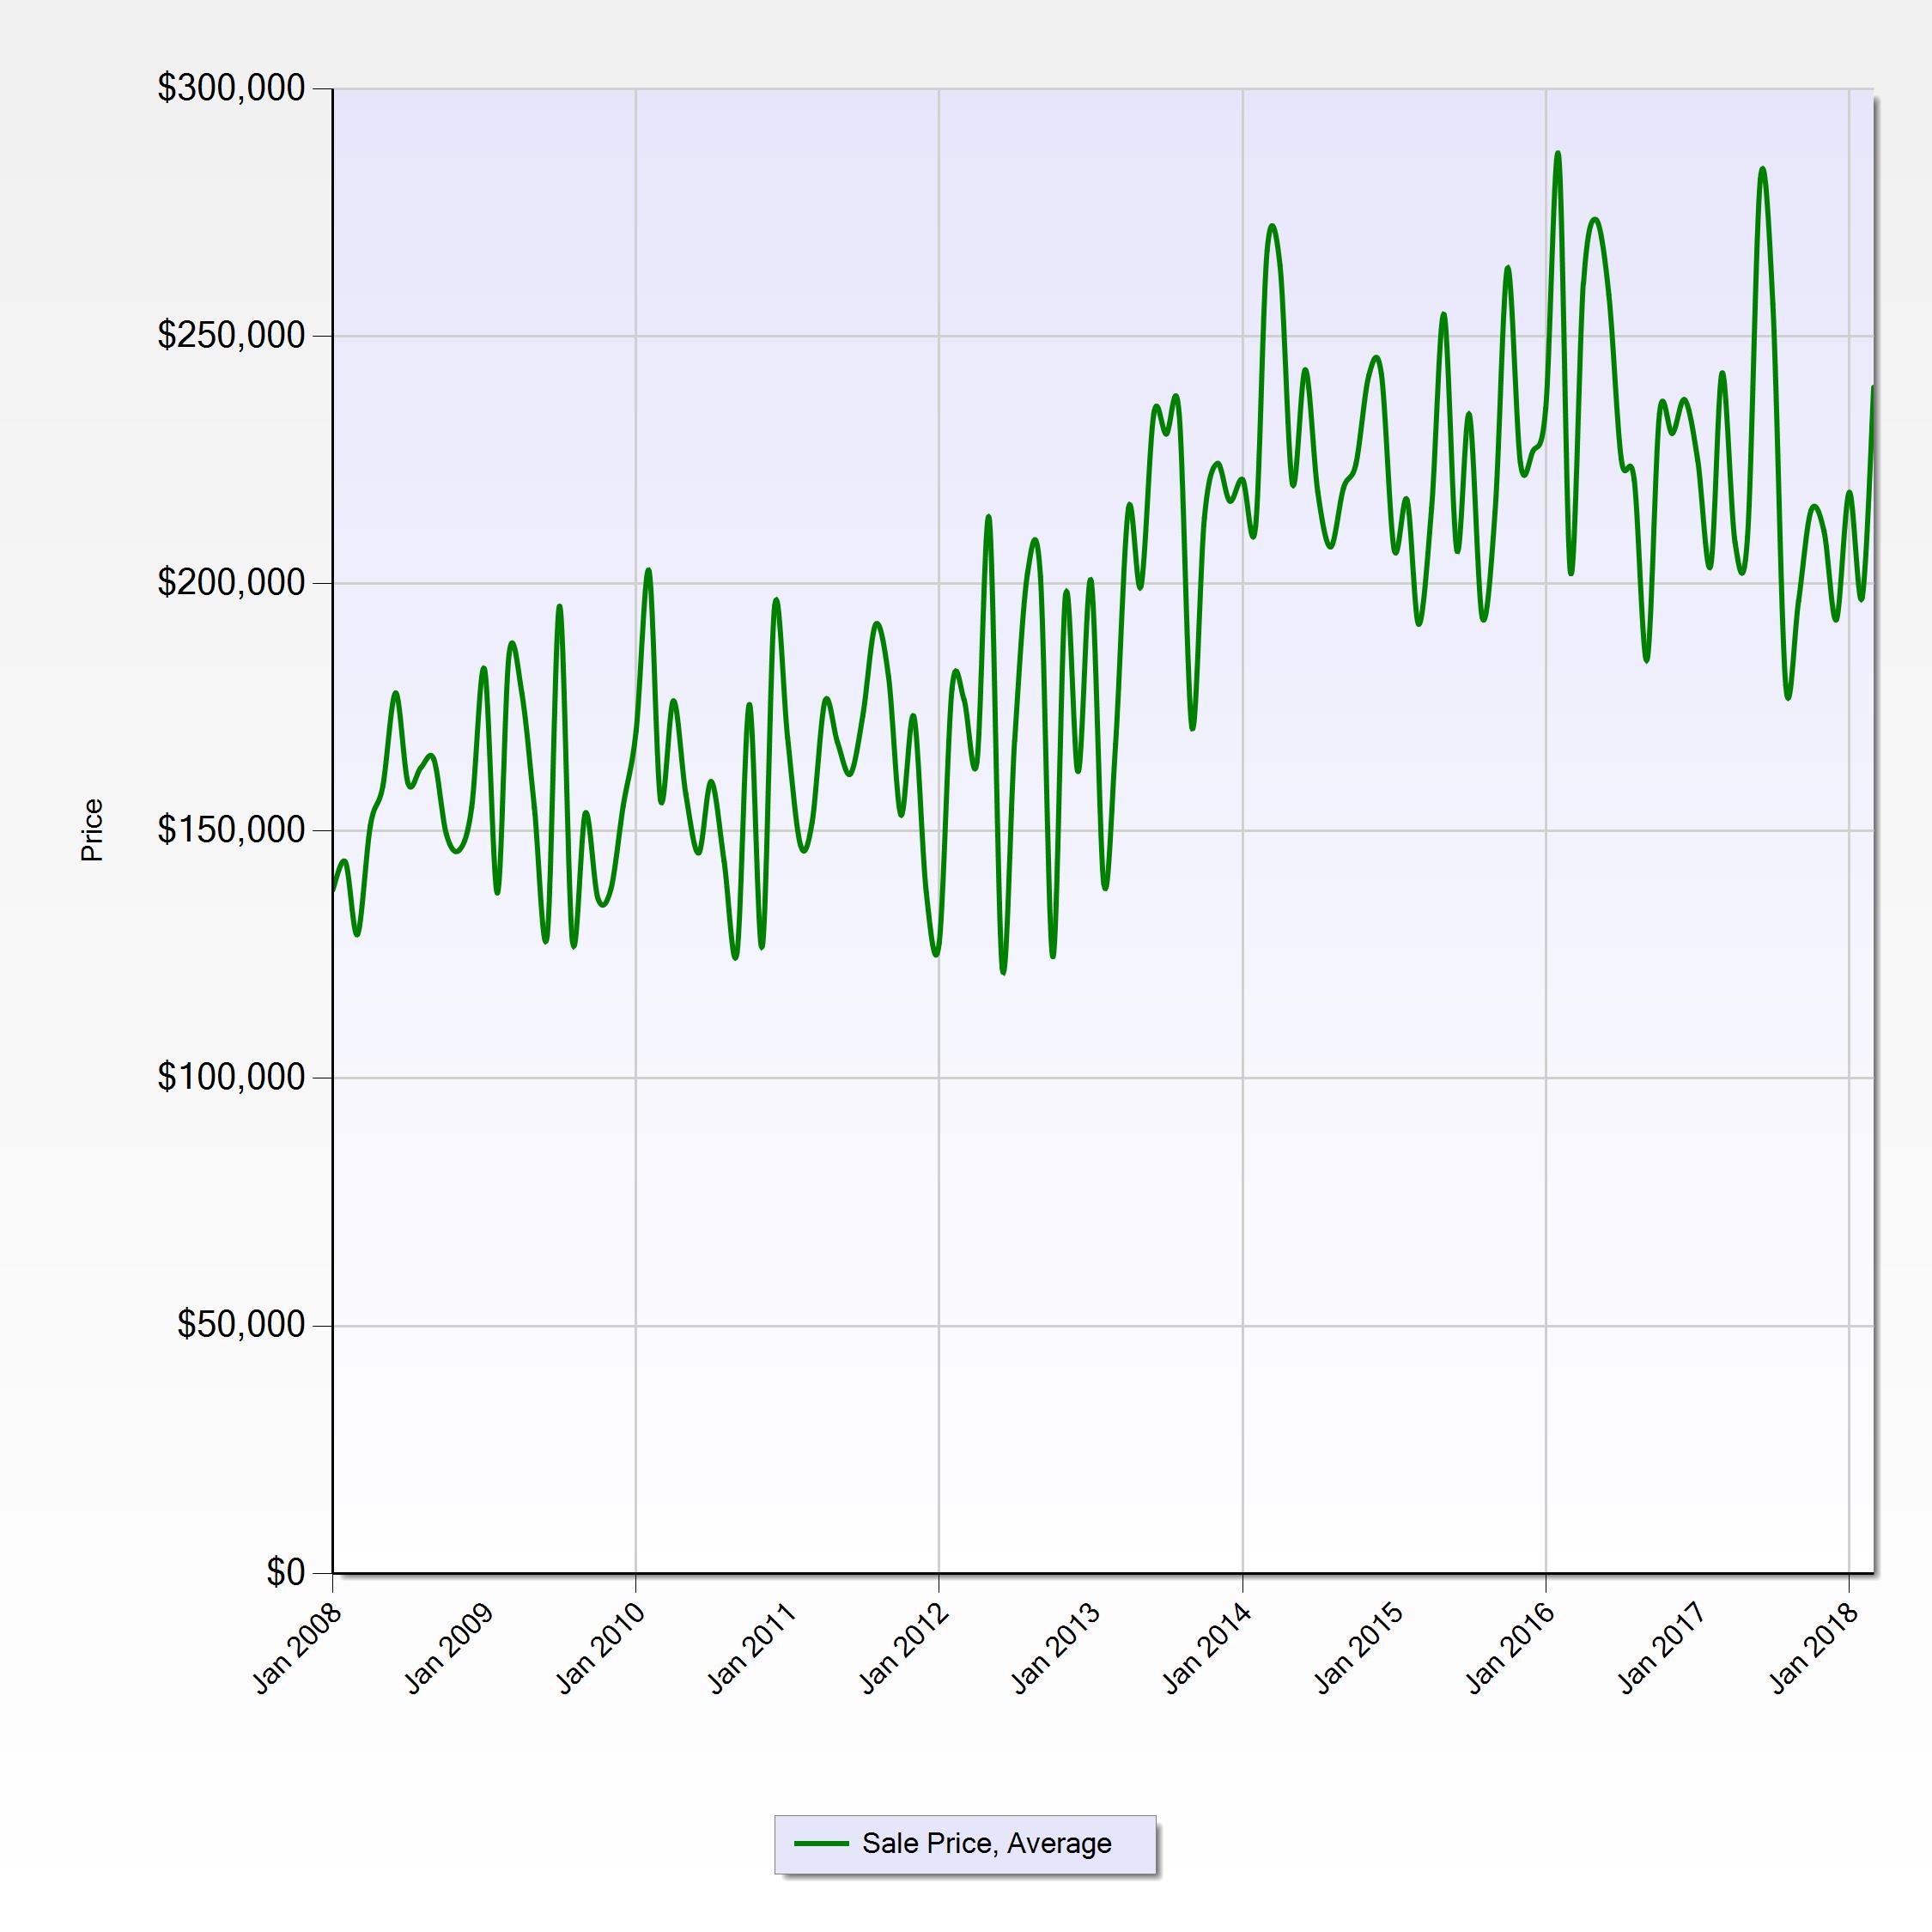 $300,000
$250,000
$200,000
$150,000
$100,000
$50,000
$0
Price
Jan 2008
Jan 2009
Jan 2010
Jan 2011
Jan 2012
Jan 2013
Jan 2014
Jan 2015
Jan 2016
Jan 2017
Jan 2018
Sale Price, Average